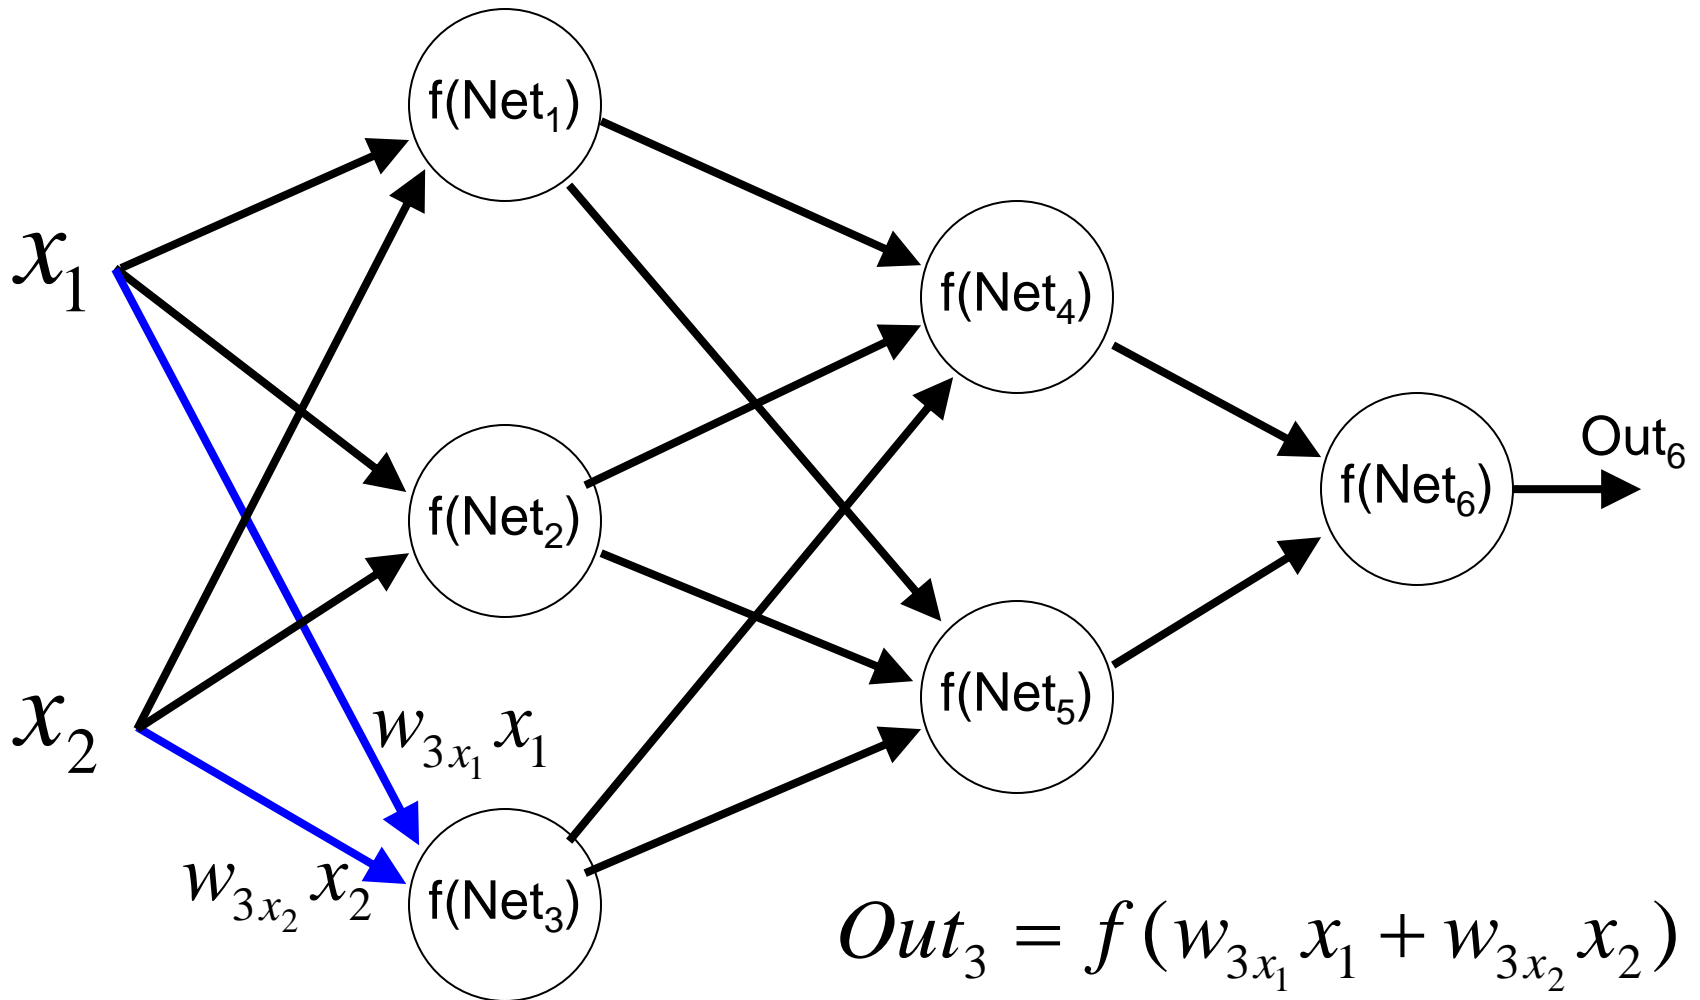 f(Net₁)
x₁
f(Net₄)
Out₆
f(Net₂)
f(Net₆)
x₂
f(Net₅)
w₃ₓ₁ x₁
w₃ₓ₂ x₂
f(Net₃)
Out₃ = f(w₃ₓ₁ x₁ + w₃ₓ₂ x₂)